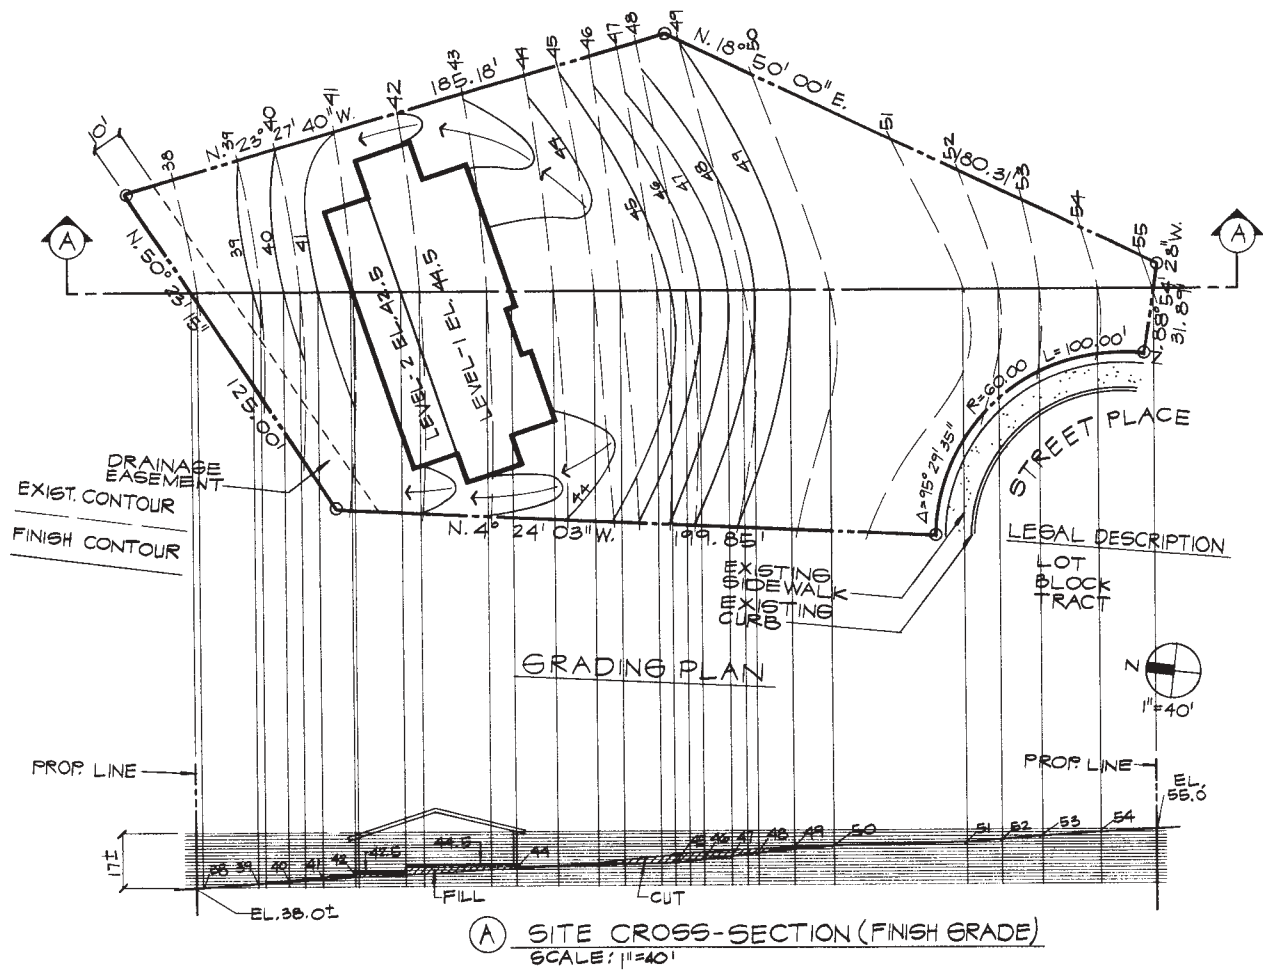 10'
38
N. 23° 27' 40" W.
185.18'
39
40
41
42
43
44
45
46
47
48
49
N. 18° 50' 00" E.
50
51
52
180.31'
53
54
55
A
A
N. 88° 54' 28" W.
31.89'
N. 50° 23' 15"
125.00'
39
40
41
44
45
46
47
48
49
44
LEVEL-2 EL. 42.5
LEVEL-1 EL. 44.5
Δ=95° 29' 35"
R=60.00
L=100.00'
STREET PLACE
DRAINAGE
EASEMENT
EXIST. CONTOUR
FINISH CONTOUR
N. 4° 24' 03" W.
199.85'
EXISTING
SIDEWALK
EXISTING
CURB
LEGAL DESCRIPTION
LOT
BLOCK
TRACT
GRADING PLAN
N
1"=40'
PROP. LINE
PROP. LINE
EL.
55.0
17±
38
39
40
41
42
42.5
44.5
44
45
46
47
48
49
50
51
52
53
54
EL. 38.0±
FILL
CUT
A SITE CROSS-SECTION (FINISH GRADE)
SCALE: 1"=40'